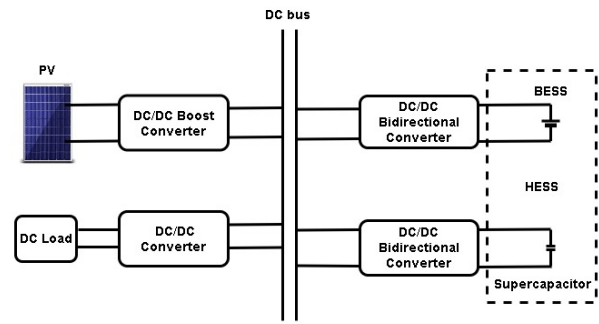 DC bus
PV
DC/DC Boost
Converter
DC/DC
Bidirectional
Converter
BESS
HESS
DC Load
DC/DC
Converter
DC/DC
Bidirectional
Converter
Supercapacitor